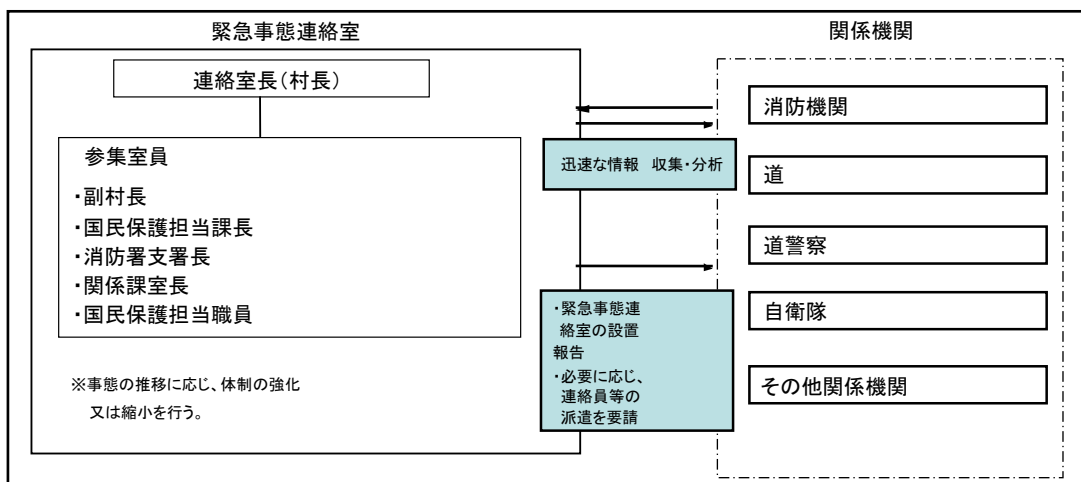 緊急事態連絡室
連絡室長(村長)
参集室員
・副村長
・国民保護担当課長
・消防署支署長
・関係課室長
・国民保護担当職員
※事態の推移に応じ、体制の強化
又は縮小を行う。
迅速な情報 収集・分析
・緊急事態連
絡室の設置
報告
・必要に応じ、
連絡員等の
派遣を要請
関係機関
消防機関
道
道警察
自衛隊
その他関係機関